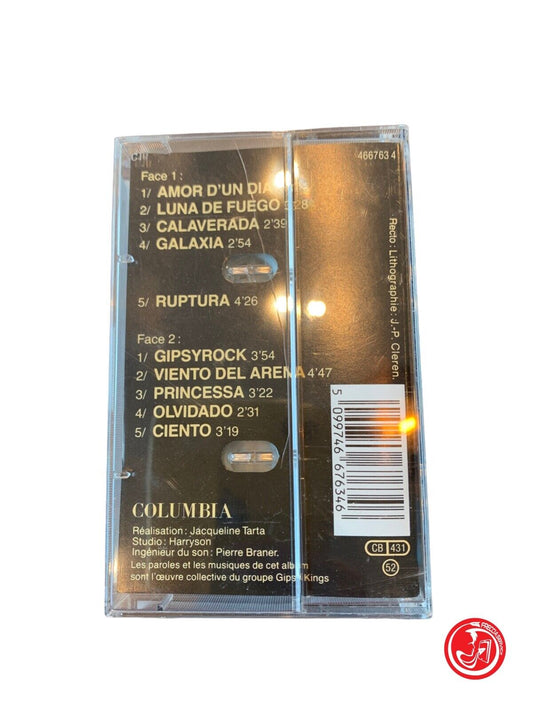 466763 4
Face 1 :
1/ AMOR D'UN DIA
2/ LUNA DE FUEGO 3'28
3/ CALAVERADA 2'39
4/ GALAXIA 2'54
5/ RUPTURA 4'26
Face 2 :
1/ GIPSYROCK 3'54
2/ VIENTO DEL ARENA 4'47
3/ PRINCESSA 3'22
4/ OLVIDADO 2'31
5/ CIENTO 3'19
COLUMBIA
Réalisation : Jacqueline Tarta
Studio : Harryson
Ingénieur du son : Pierre Braner.
Les paroles et les musiques de cet album
sont l'œuvre collective du groupe Gipsy Kings
Recto : Lithographie : J.-P. Cleren.
5 099746 676346
CB 431
52